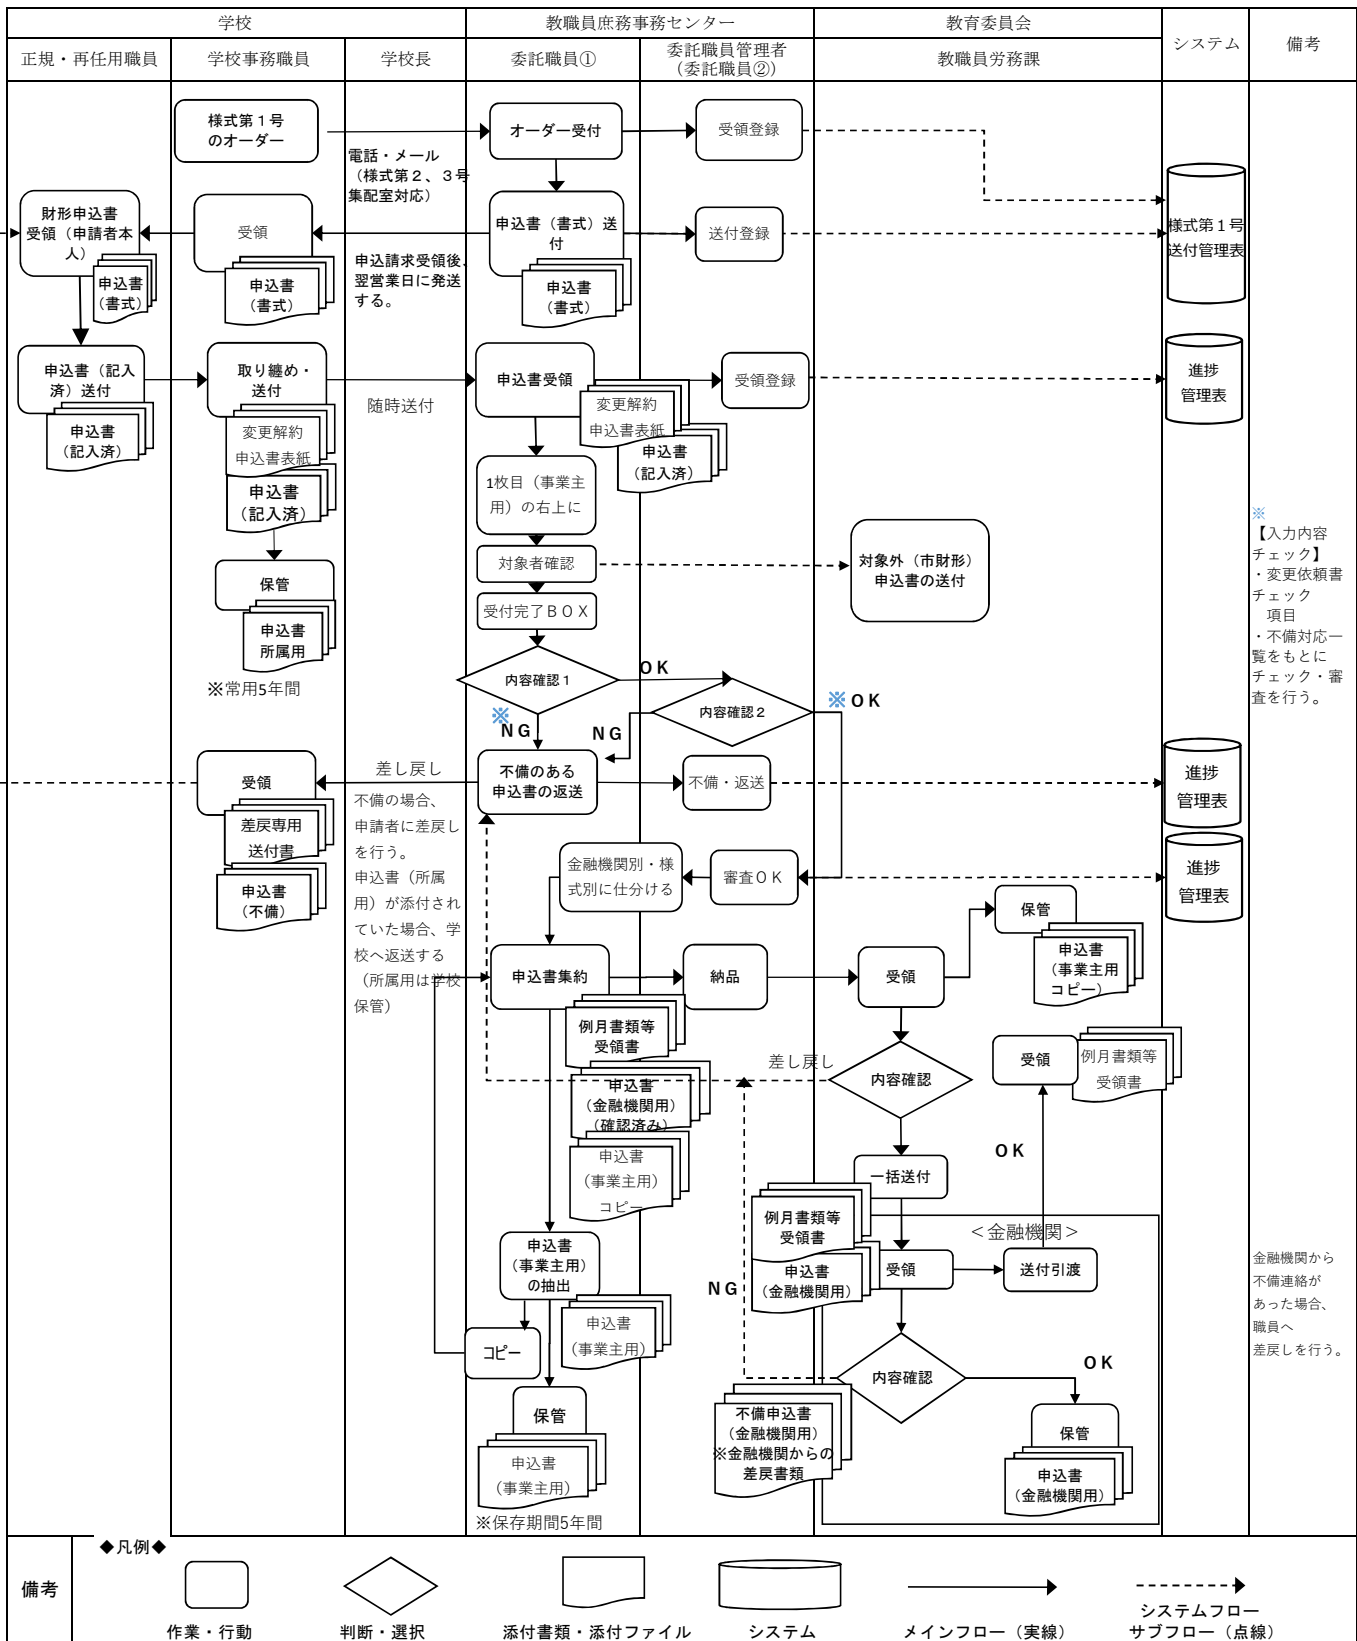 学校
教職員庶務事務センター
教育委員会
システム
備考
正規・再任用職員
学校事務職員
学校長
委託職員①
委託職員管理者
（委託職員②）
教職員労務課
様式第１号
のオーダー
オーダー受付
受領登録
電話・メール
（様式第２、３号
集配室対応）
財形申込書
受領（申請者本
人）
申込書
（書式）
受領
申込書
（書式）
申込請求受領後、
翌営業日に発送
する。
申込書（書式）送
付
申込書
（書式）
送付登録
様式第１号
送付管理表
申込書（記入
済）送付
申込書
（記入済）
取り纏め・
送付
変更解約
申込書表紙
申込書
（記入済）
随時送付
申込書受領
変更解約
申込書表紙
申込書
（記入済）
受領登録
進捗
管理表
1枚目（事業主
用）の右上に
保管
申込書
所属用
※常用5年間
対象者確認
対象外（市財形）
申込書の送付
受付完了ＢＯＸ
※
【入力内容
チェック】
・変更依頼書
チェック
項目
・不備対応一
覧をもとに
チェック・審
査を行う。
内容確認１
ＯＫ
内容確認２
※ＯＫ
※
ＮＧ
ＮＧ
受領
差戻専用
送付書
申込書
（不備）
差し戻し
不備の場合、
申請者に差戻し
を行う。
申込書（所属
用）が添付され
ていた場合、学
校へ返送する
（所属用は学校
保管）
不備のある
申込書の返送
不備・返送
進捗
管理表
金融機関別・様
式別に仕分ける
審査ＯＫ
進捗
管理表
申込書集約
納品
受領
保管
申込書
（事業主用
コピー）
例月書類等
受領書
申込書
（金融機関用）
（確認済み）
申込書
（事業主用）
コピー
差し戻し
内容確認
受領
例月書類等
受領書
ＯＫ
一括送付
例月書類等
受領書
申込書
（金融機関用）
＜金融機関＞
受領
送付引渡
ＮＧ
金融機関から
不備連絡が
あった場合、
職員へ
差戻しを行う。
申込書
（事業主用）
の抽出
申込書
（事業主用）
コピー
内容確認
ＯＫ
保管
申込書
（事業主用）
※保存期間5年間
不備申込書
（金融機関用）
※金融機関からの
差戻書類
保管
申込書
（金融機関用）
備考
◆凡例◆
作業・行動
判断・選択
添付書類・添付ファイル
システム
メインフロー（実線）
システムフロー
サブフロー（点線）